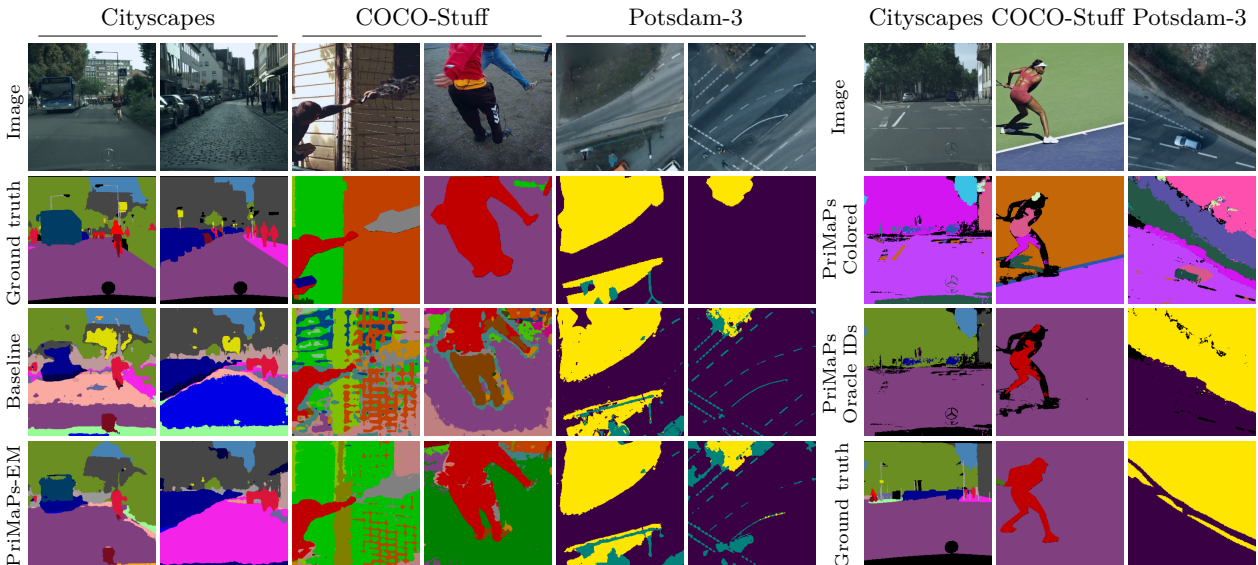 Cityscapes COCO-Stuff Potsdam-3 Cityscapes COCO-Stuff Potsdam-3
Image
Ground truth
Baseline
PriMaPs-EM
Image
PriMaPs
Colored
PriMaPs
Oracle IDs
Ground truth